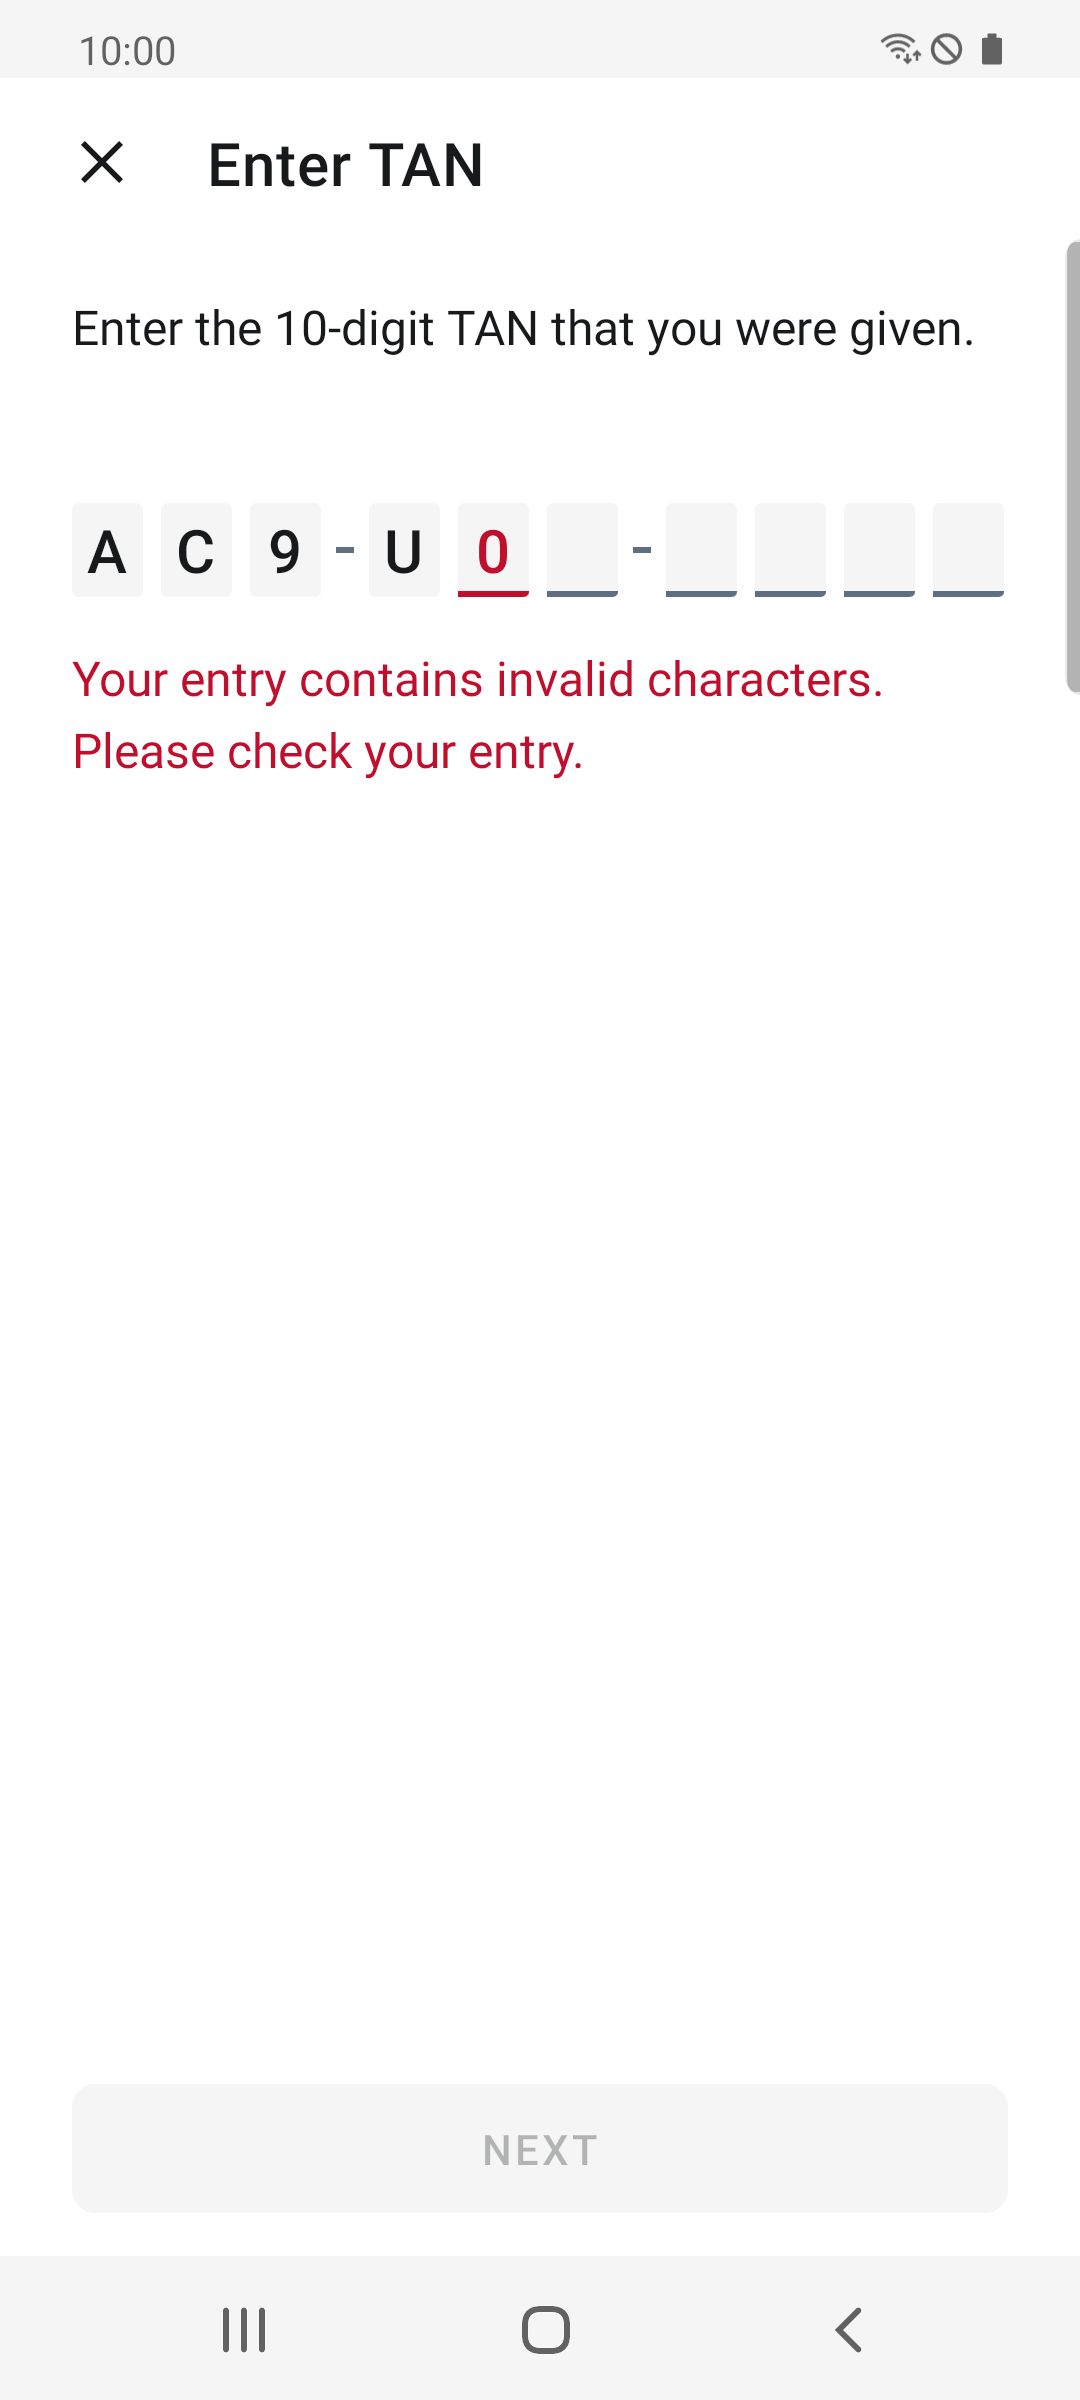 10:00
Enter TAN
Enter the 10-digit TAN that you were given.
A C 9 - U 0 -
Your entry contains invalid characters.
Please check your entry.
NEXT